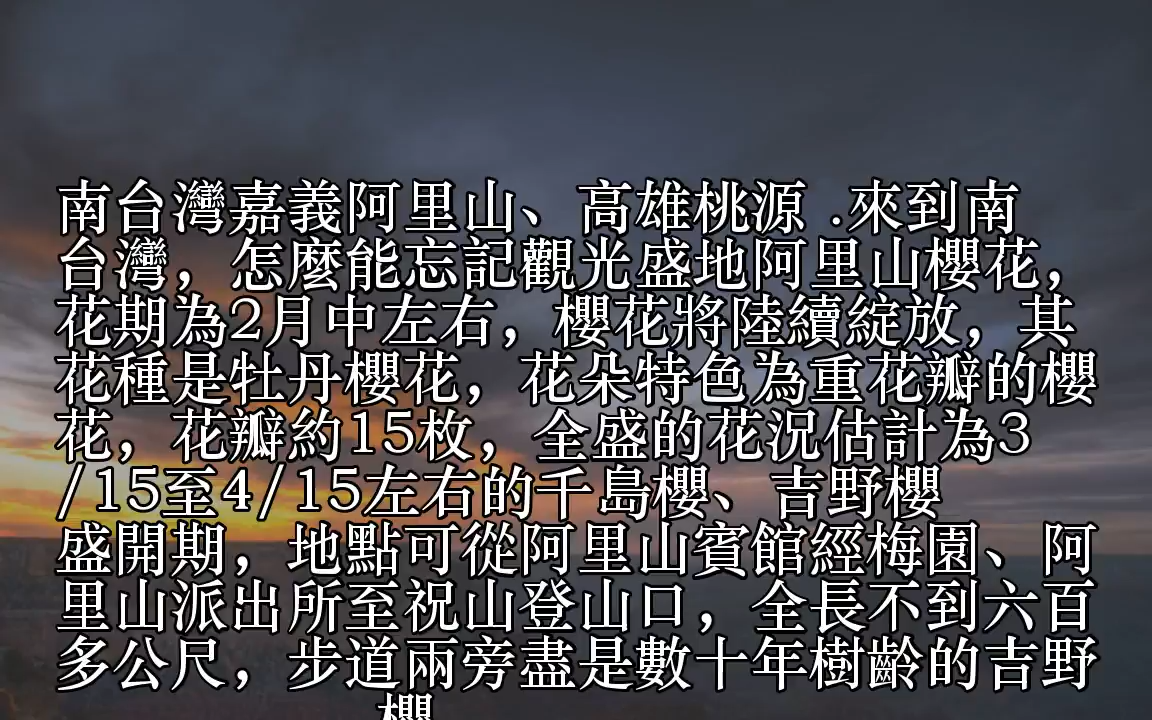 南台灣嘉義阿里山、高雄桃源 .來到南
台灣，怎麼能忘記觀光盛地阿里山櫻花，
花期為2月中左右，櫻花將陸續綻放，其
花種是牡丹櫻花，花朵特色為重花瓣的櫻
花，花瓣約15枚，全盛的花況估計為3
/15至4/15左右的千島櫻、吉野櫻
盛開期，地點可從阿里山賓館經梅園、阿
里山派出所至祝山登山口，全長不到六百
多公尺，步道兩旁盡是數十年樹齡的吉野
櫻